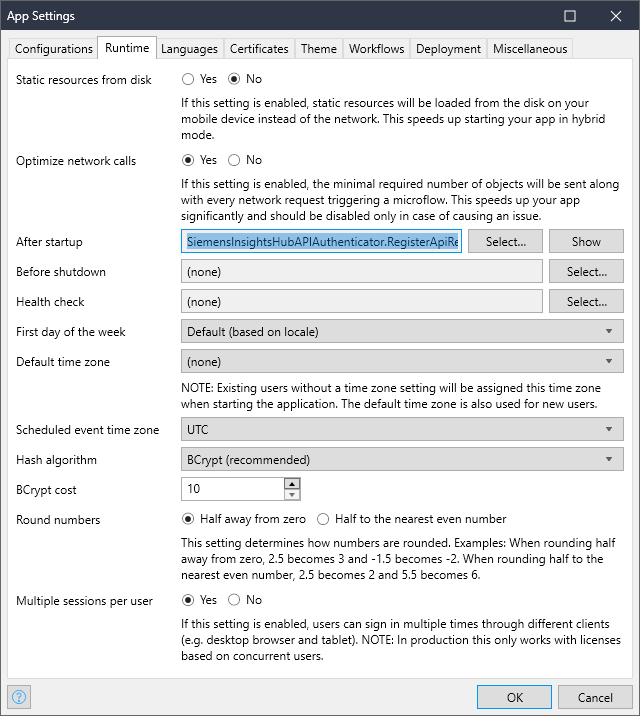 App Settings
Configurations Runtime Languages Certificates Theme Workflows Deployment Miscellaneous
Static resources from disk Yes No
If this setting is enabled, static resources will be loaded from the disk on your
mobile device instead of the network. This speeds up starting your app in hybrid
mode.
Optimize network calls Yes No
If this setting is enabled, the minimal required number of objects will be sent along
with every network request triggering a microflow. This speeds up your app
significantly and should be disabled only in case of causing an issue.
After startup SiemensInsightsHubAPIAuthenticator.RegisterApiRe Select... Show
Before shutdown (none) Select...
Health check (none) Select...
First day of the week Default (based on locale)
Default time zone (none)
NOTE: Existing users without a time zone setting will be assigned this time zone
when starting the application. The default time zone is also used for new users.
Scheduled event time zone UTC
Hash algorithm BCrypt (recommended)
BCrypt cost 10
Round numbers Half away from zero Half to the nearest even number
This setting determines how numbers are rounded. Examples: When rounding half
away from zero, 2.5 becomes 3 and -1.5 becomes -2. When rounding half to the
nearest even number, 2.5 becomes 2 and 5.5 becomes 6.
Multiple sessions per user Yes No
If this setting is enabled, users can sign in multiple times through different clients
(e.g. desktop browser and tablet). NOTE: In production this only works with licenses
based on concurrent users.
? OK Cancel